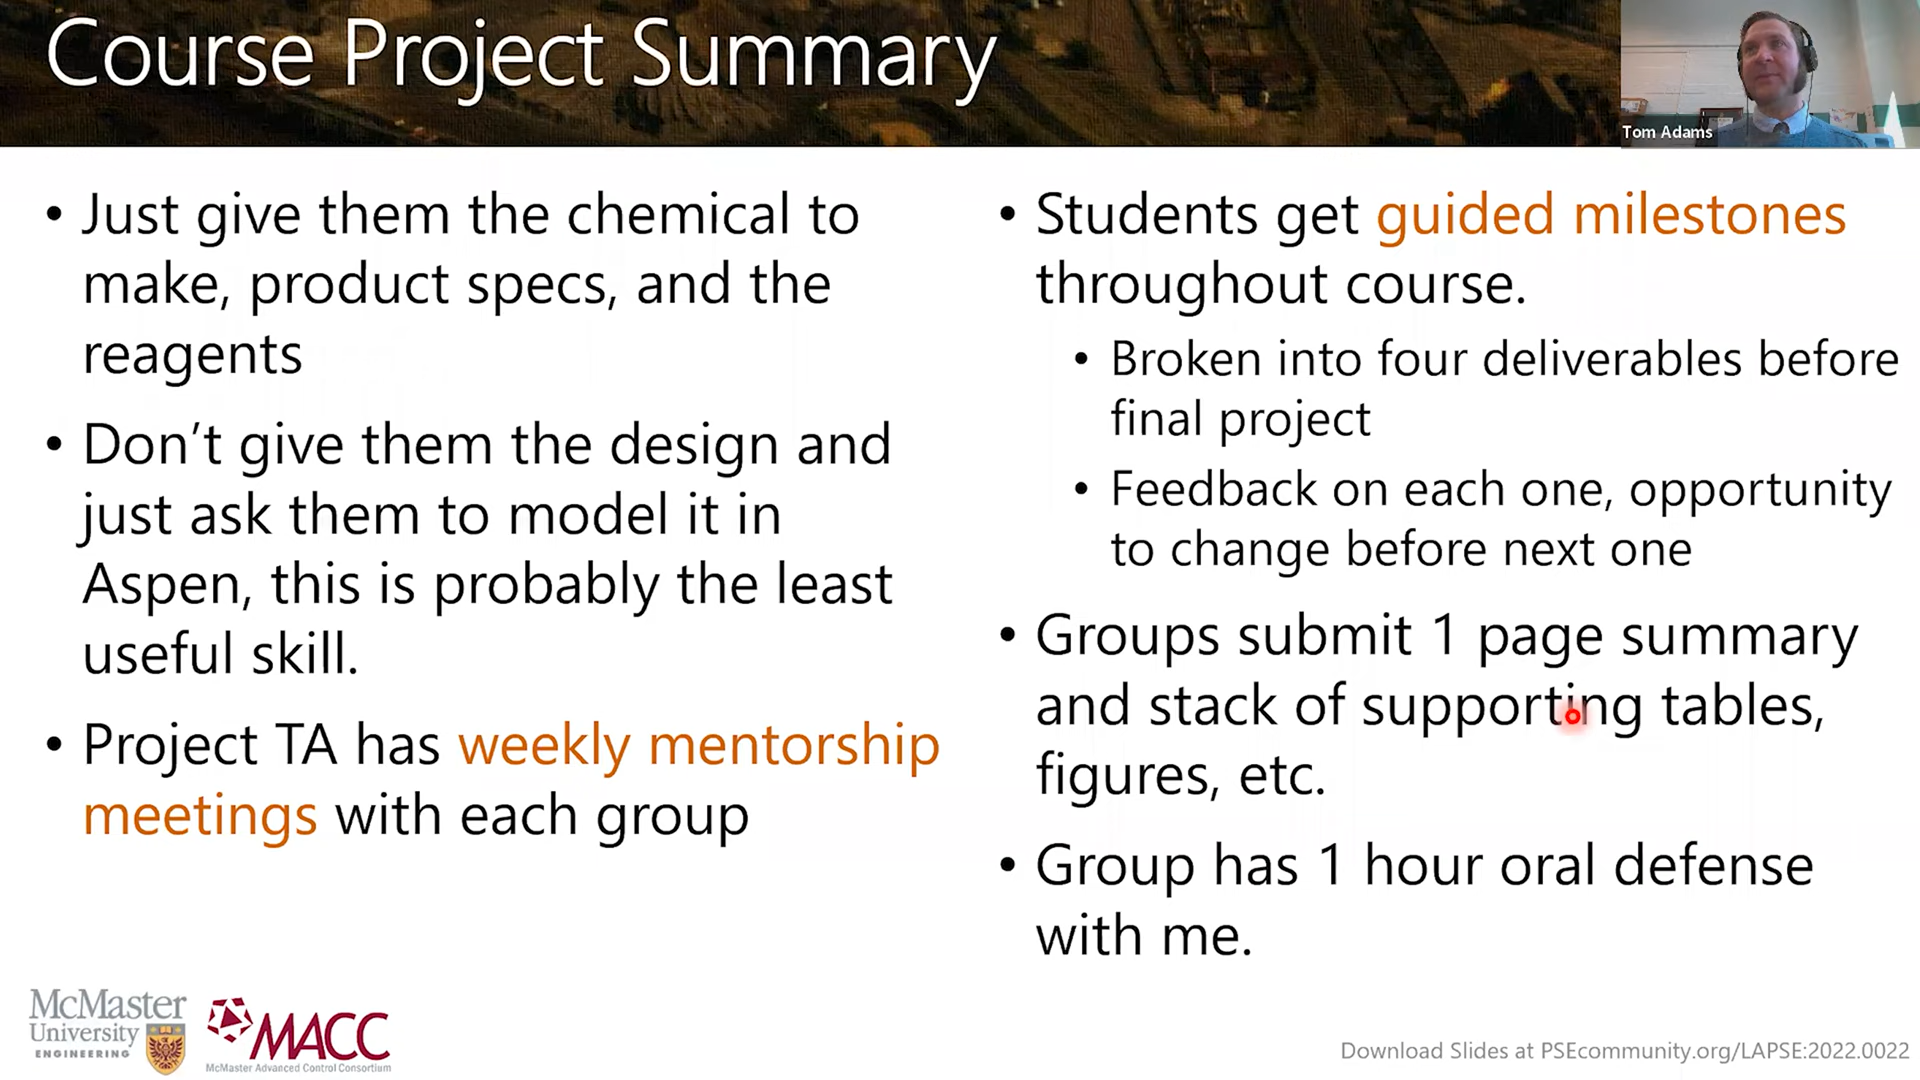 Course Project Summary
Tom Adams
• Just give them the chemical to
make, product specs, and the
reagents
• Don’t give them the design and
just ask them to model it in
Aspen, this is probably the least
useful skill.
• Project TA has weekly mentorship
meetings with each group
• Students get guided milestones
throughout course.
• Broken into four deliverables before
final project
• Feedback on each one, opportunity
to change before next one
• Groups submit 1 page summary
and stack of supporting tables,
figures, etc.
• Group has 1 hour oral defense
with me.
McMaster
University
ENGINEERING
MACC
McMaster Advanced Control Consortium
Download Slides at PSEcommunity.org/LAPSE:2022.0022